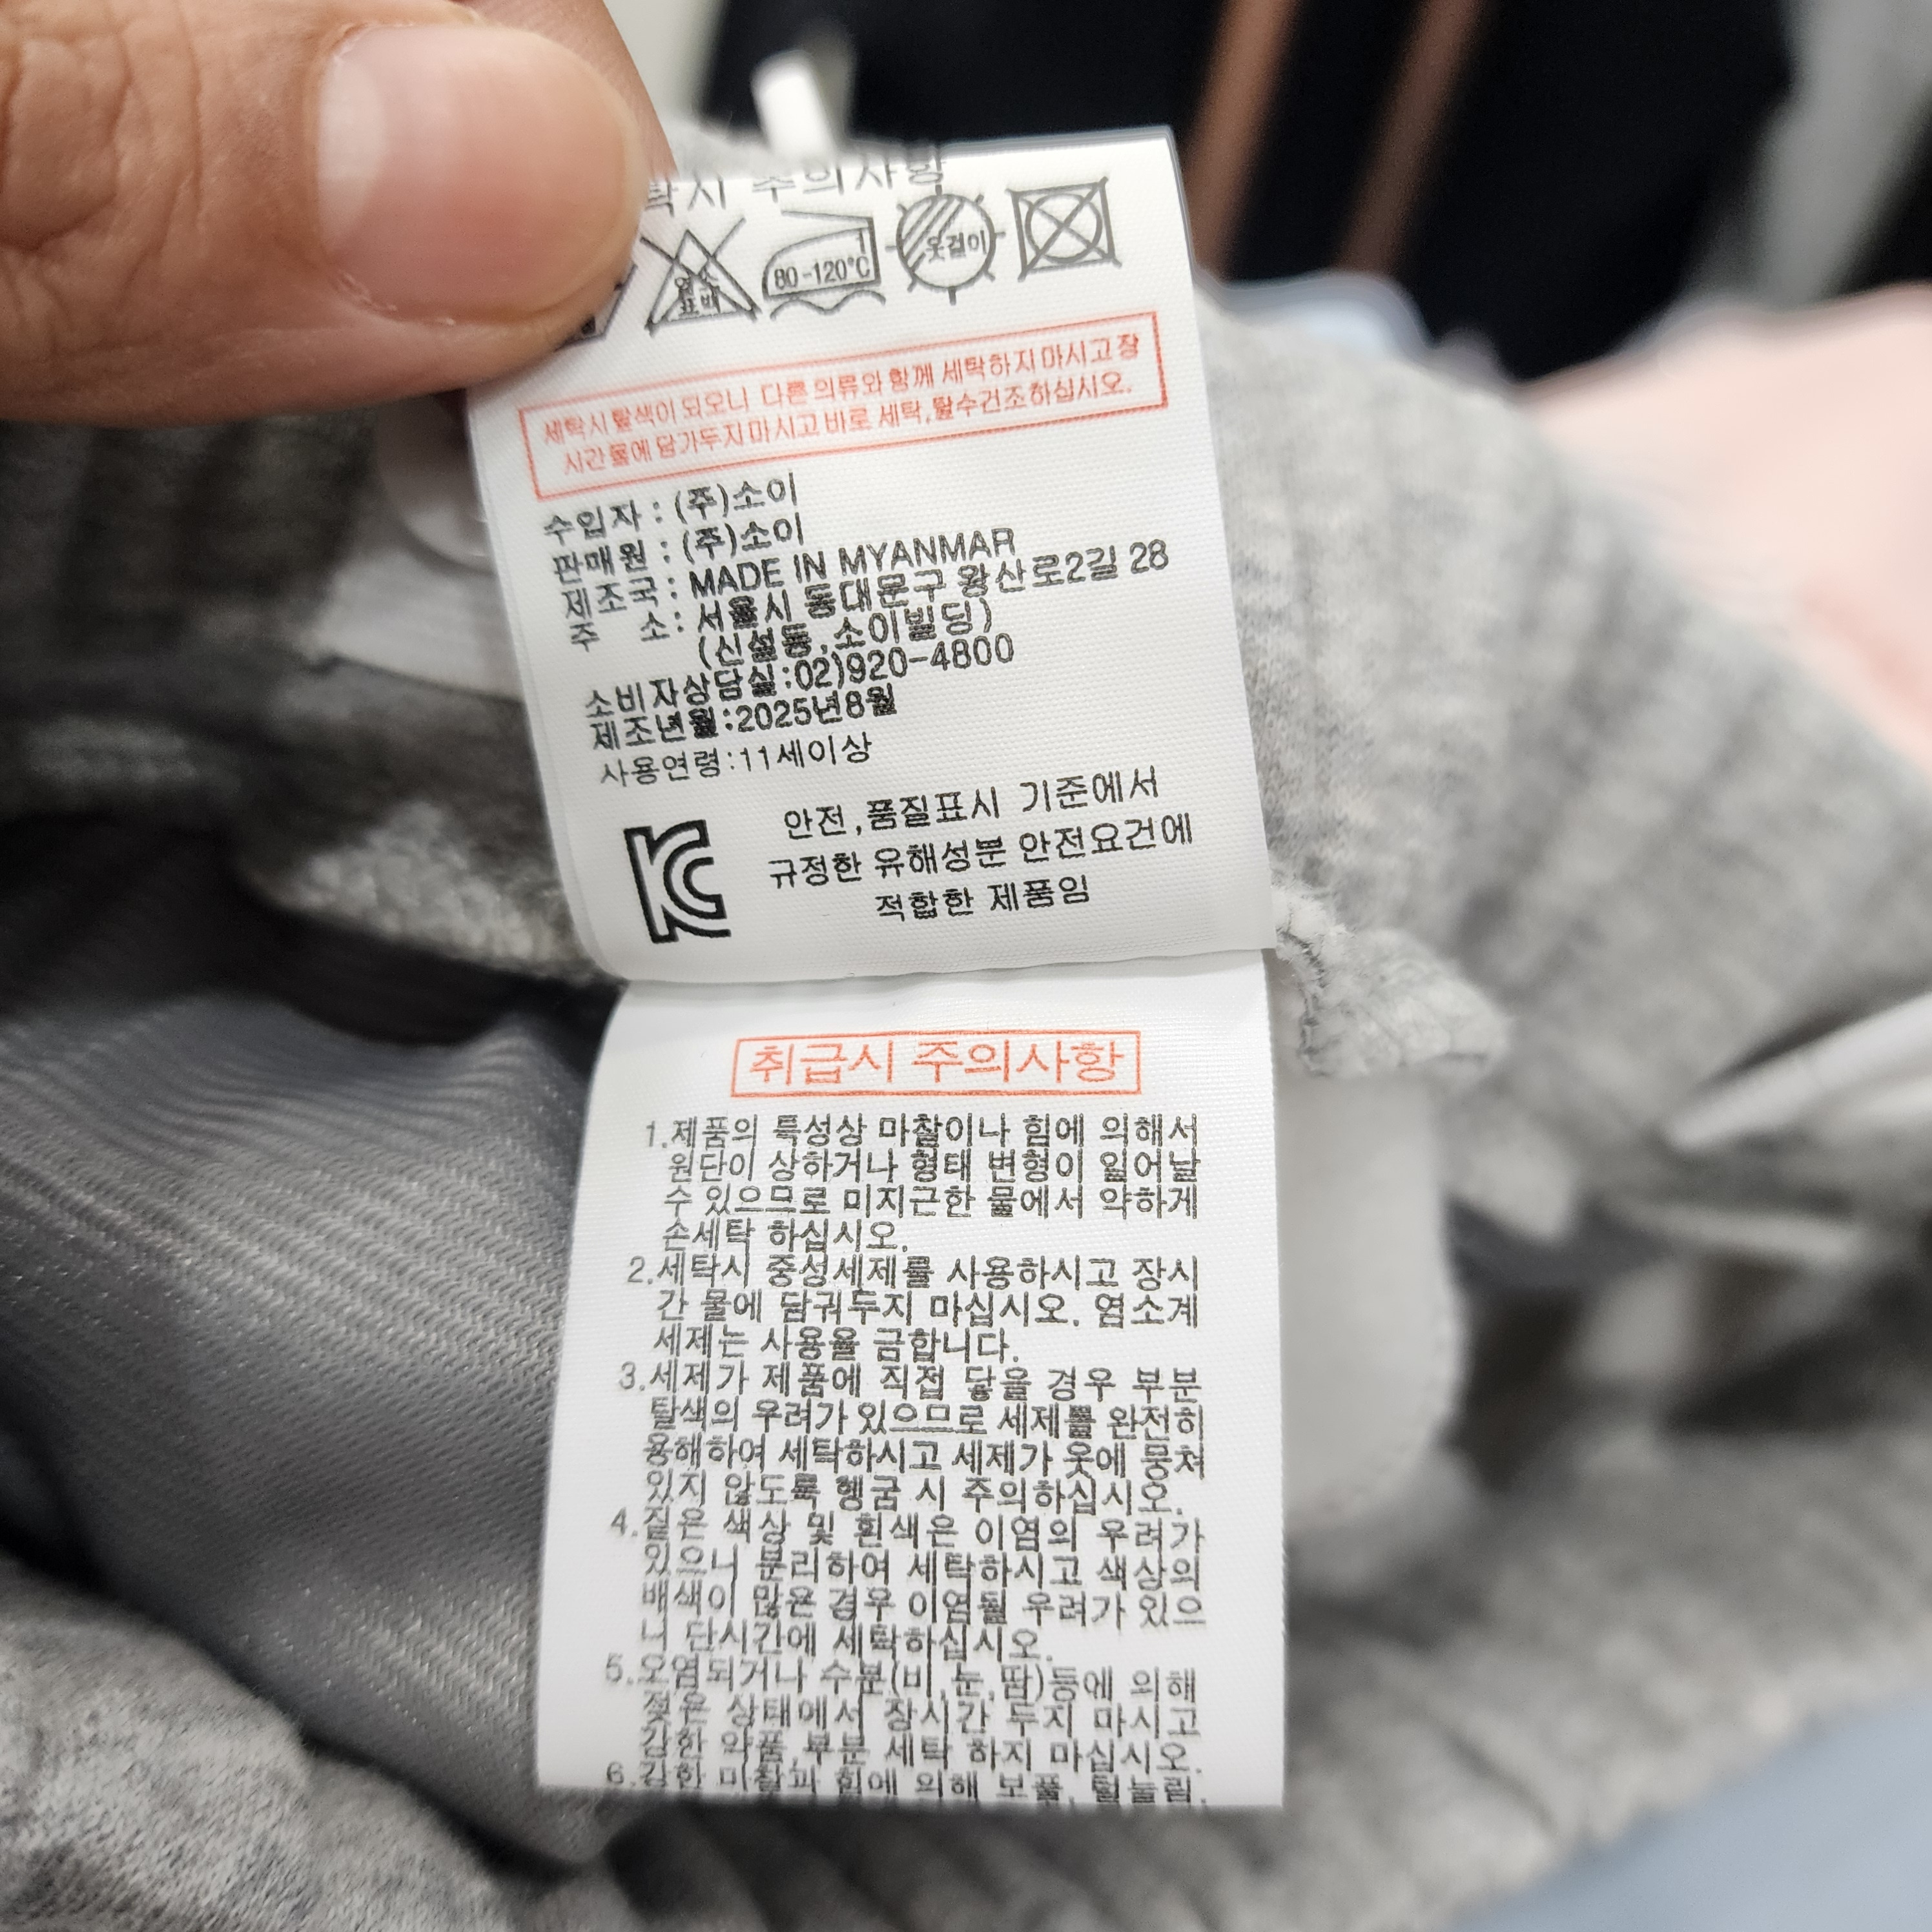 탁시 주의사항
염소
표백
1
80-120℃
옷걸이
세탁시 탈색이 되오니 다른 의류와 함께 세탁하지 마시고 장
시간 물에 담가두지 마시고 바로 세탁,탈수건조 하십시오.
수입자 : (주)소이
판매원 : (주)소이
제조국 : MADE IN MYANMAR
주 소 : 서울시 동대문구 왕산로2길 28
(신설동,소이빌딩)
소비자상담실:02)920-4800
제조년월:2025년8월
사용연령:11세이상
안전,품질표시 기준에서
규정한 유해성분 안전요건에
적합한 제품임
취급시 주의사항
1.제품의 특성상 마찰이나 힘에 의해서
원단이 상하거나 형태 변형이 일어날
수 있으므로 미지근한 물에서 약하게
손세탁 하십시오.
2.세탁시 중성세제를 사용하시고 장시
간 물에 담궈두지 마십시오. 염소계
세제는 사용을 금합니다.
3.세제가 제품에 직접 닿을 경우 부분
탈색의 우려가 있으므로 세제를 완전히
용해하여 세탁하시고 세제가 옷에 뭉쳐
있지 않도록 헹굼 시 주의하십시오.
4.짙은 색상 및 흰색은 이염의 우려가
있으니 분리하여 세탁하시고 색상의
배색이 많은 경우 이염될 우려가 있으
니 단시간에 세탁하십시오.
5.오염되거나 수분(비,눈,땀)등에 의해
젖은 상태에서 장시간 두지 마시고
강한 약품,부분 세탁 하지 마십시오.
6.강한 마찰과 힘에 의해 보풀, 털눌림,